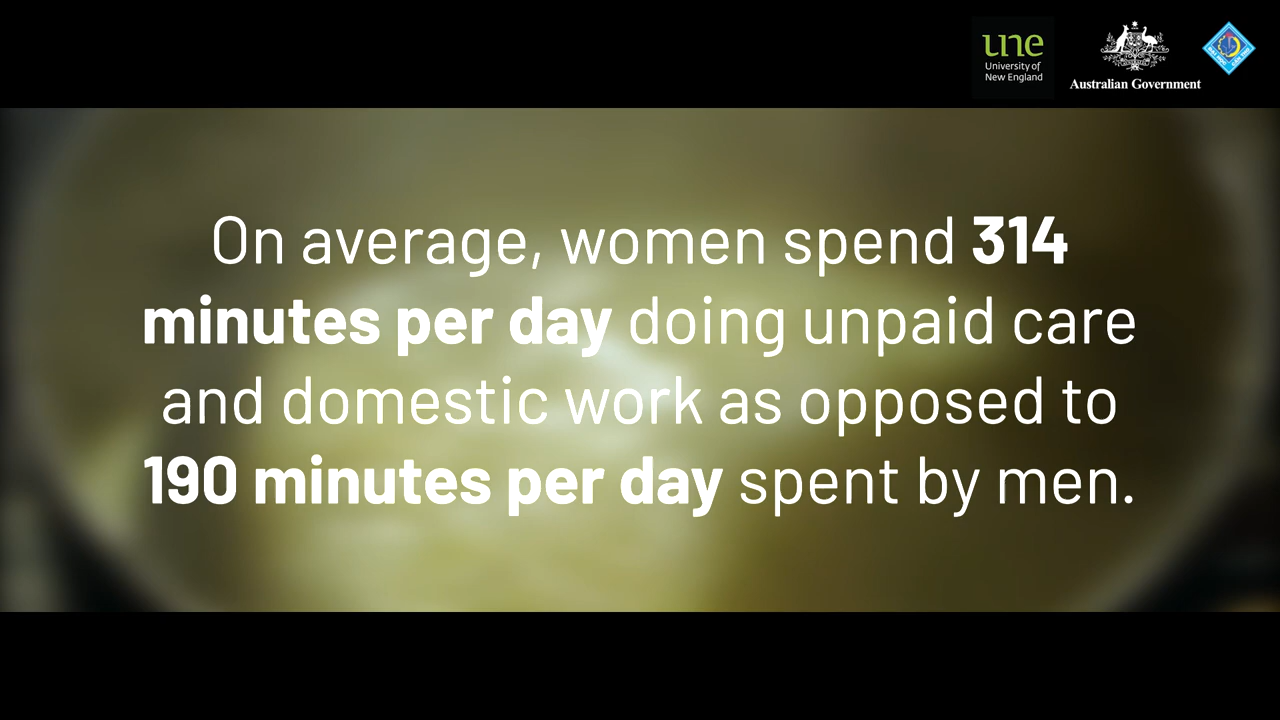 une
University of
New England
Australian Government
On average, women spend 314
minutes per day doing unpaid care
and domestic work as opposed to
190 minutes per day spent by men.